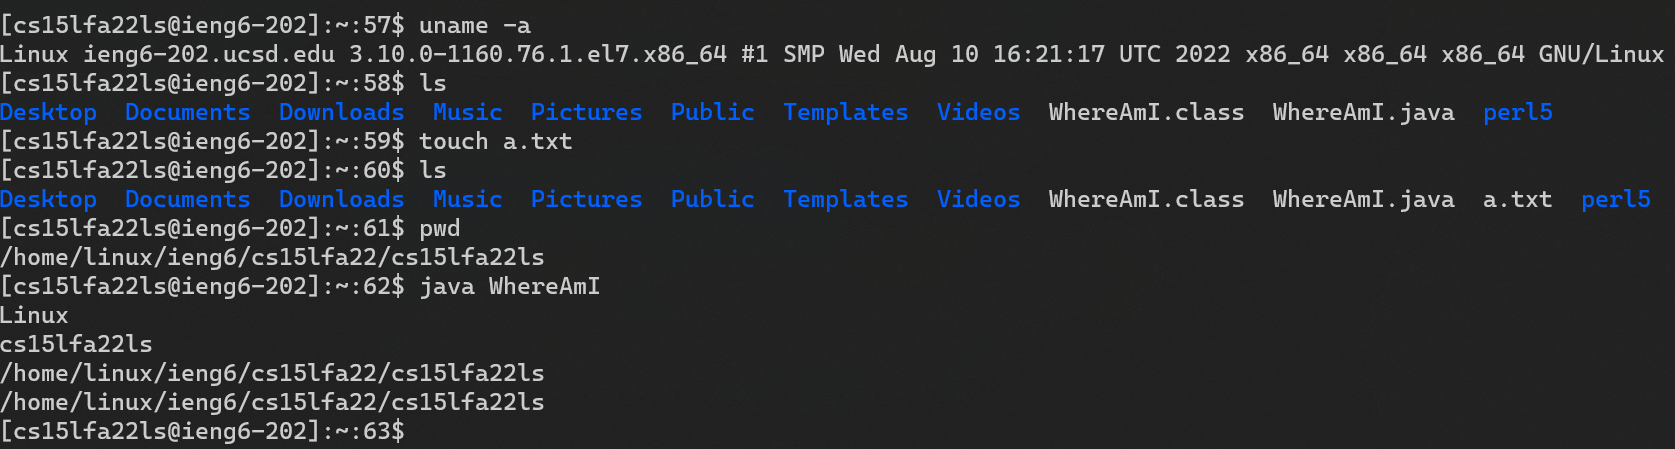 [cs15lfa22ls@ieng6-202]:~:57$ uname -a
Linux ieng6-202.ucsd.edu 3.10.0-1160.76.1.el7.x86_64 #1 SMP Wed Aug 10 16:21:17 UTC 2022 x86_64 x86_64 x86_64 GNU/Linux
[cs15lfa22ls@ieng6-202]:~:58$ ls
Desktop  Documents  Downloads  Music  Pictures  Public  Templates  Videos  WhereAmI.class  WhereAmI.java  perl5
[cs15lfa22ls@ieng6-202]:~:59$ touch a.txt
[cs15lfa22ls@ieng6-202]:~:60$ ls
Desktop  Documents  Downloads  Music  Pictures  Public  Templates  Videos  WhereAmI.class  WhereAmI.java  a.txt  perl5
[cs15lfa22ls@ieng6-202]:~:61$ pwd
/home/linux/ieng6/cs15lfa22/cs15lfa22ls
[cs15lfa22ls@ieng6-202]:~:62$ java WhereAmI
Linux
cs15lfa22ls
/home/linux/ieng6/cs15lfa22/cs15lfa22ls
/home/linux/ieng6/cs15lfa22/cs15lfa22ls
[cs15lfa22ls@ieng6-202]:~:63$